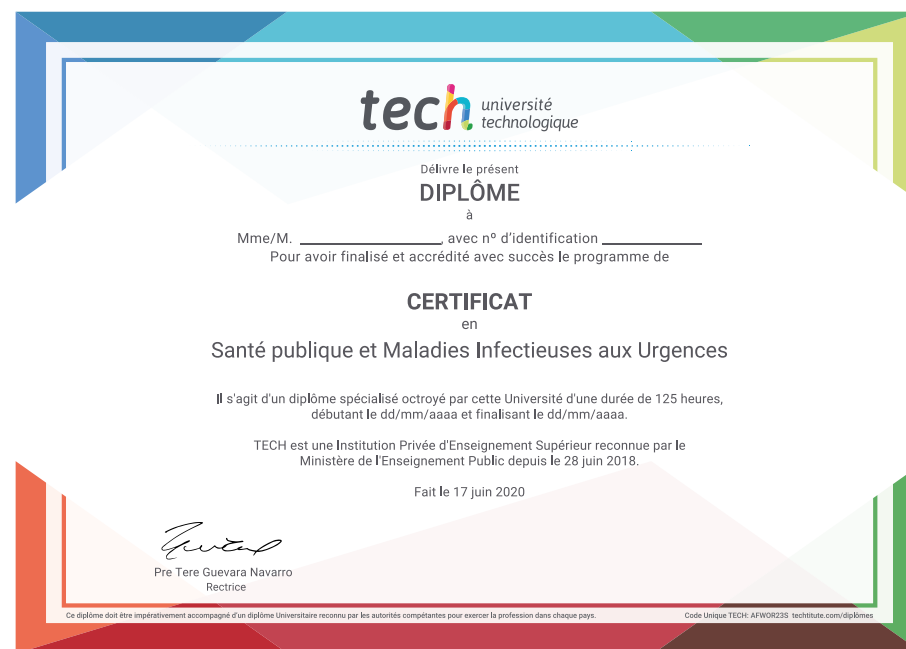 tech université
technologique
Délivre le présent
DIPLÔME
à
Mme/M. ____________________, avec nº d'identification ______________
Pour avoir finalisé et accrédité avec succès le programme de
CERTIFICAT
en
Santé publique et Maladies Infectieuses aux Urgences
Il s'agit d'un diplôme spécialisé octroyé par cette Université d'une durée de 125 heures,
débutant le dd/mm/aaaa et finalisant le dd/mm/aaaa.
TECH est une Institution Privée d'Enseignement Supérieur reconnue par le
Ministère de l'Enseignement Public depuis le 28 juin 2018.
Fait le 17 juin 2020
Pre Tere Guevara Navarro
Rectrice
Ce diplôme doit être impérativement accompagné d'un diplôme Universitaire reconnu par les autorités compétantes pour exercer la profession dans chaque pays. Code Unique TECH: AFWOR23S techtitute.com/diplômes